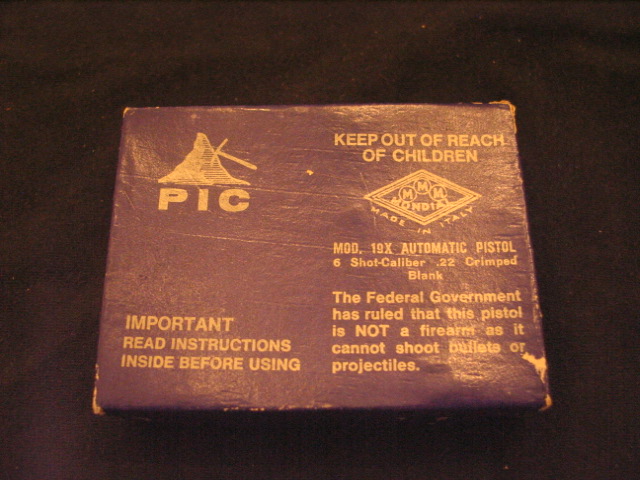 PIC
IMPORTANT
READ INSTRUCTIONS
INSIDE BEFORE USING
KEEP OUT OF REACH
OF CHILDREN
MMM
MONDIAL
MADE IN ITALY
MOD. 19X AUTOMATIC PISTOL
6 Shot-Caliber .22 Crimped
Blank
The Federal Government
has ruled that this pistol
is NOT a firearm as it
cannot shoot bullets or
projectiles.